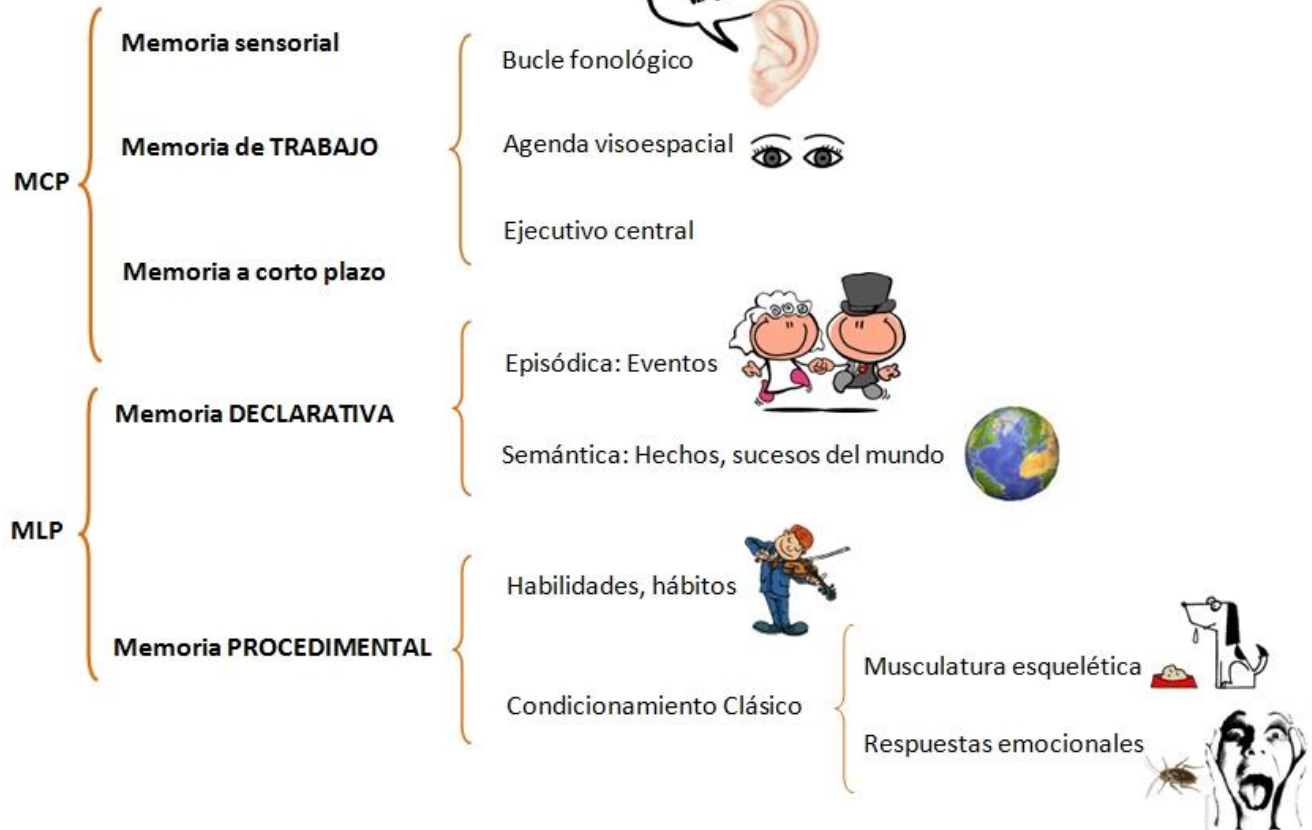 MCP
Memoria sensorial
Memoria de TRABAJO
Bucle fonológico
Agenda visoespacial
Ejecutivo central
Memoria a corto plazo
MLP
Memoria DECLARATIVA
Episódica: Eventos
Semántica: Hechos, sucesos del mundo
Memoria PROCEDIMENTAL
Habilidades, hábitos
Condicionamiento Clásico
Musculatura esquelética
Respuestas emocionales